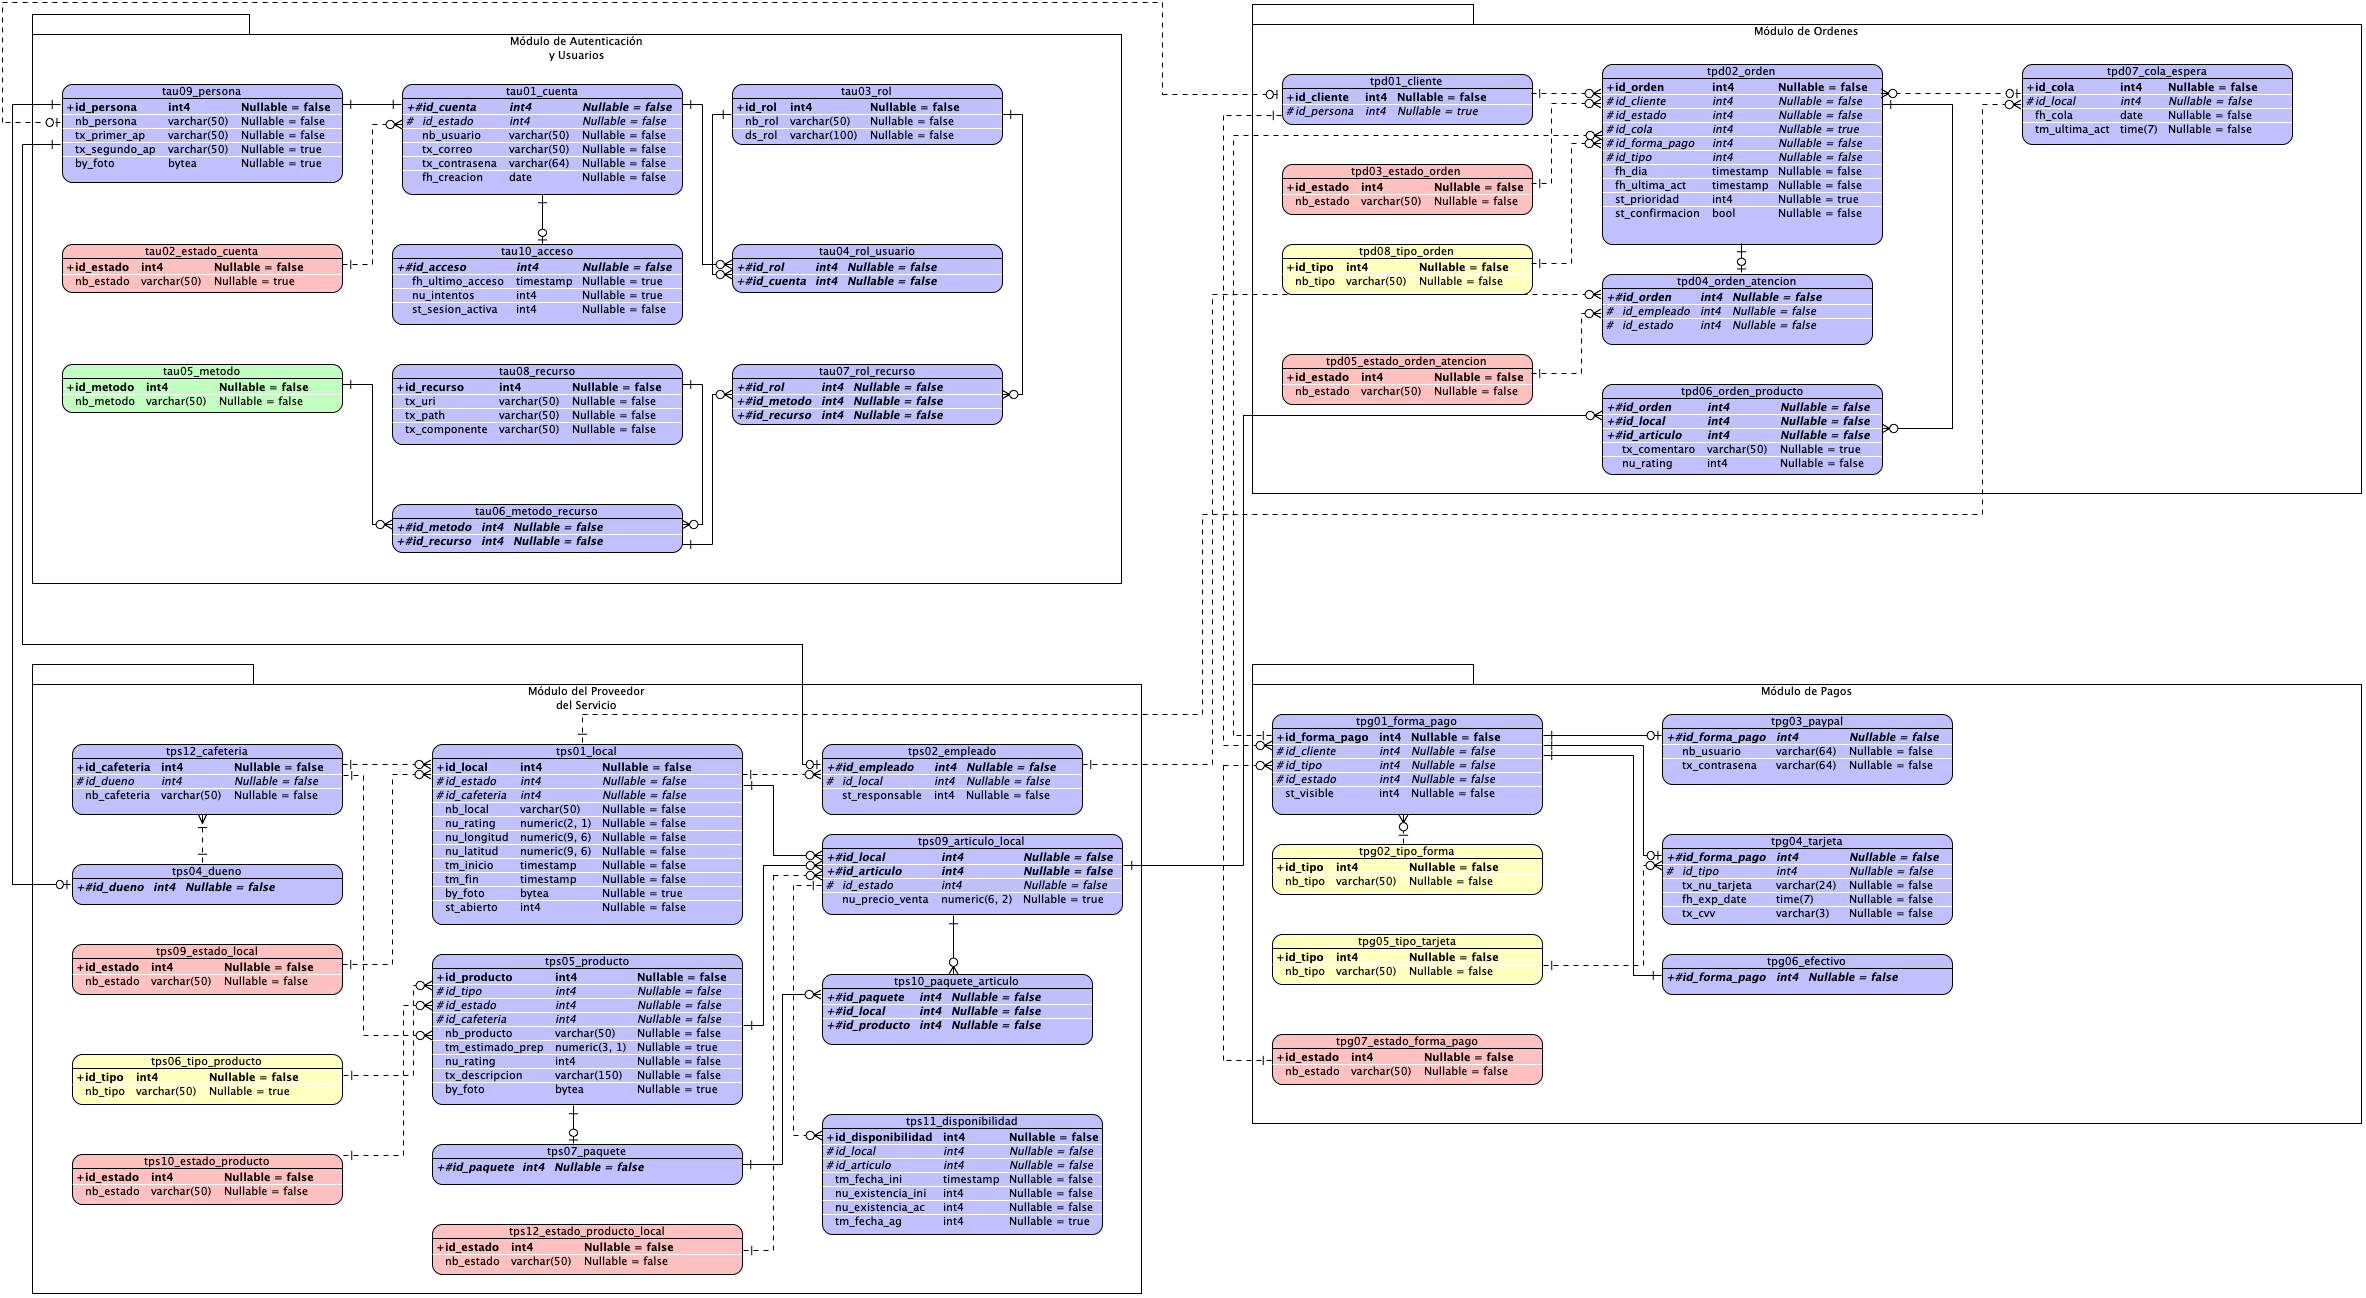 Módulo de Autenticación
y Usuarios
tau09_persona
+id_persona int4 Nullable = false
nb_persona varchar(50) Nullable = false
tx_primer_ap varchar(50) Nullable = false
tx_segundo_ap varchar(50) Nullable = true
by_foto bytea Nullable = true
tau01_cuenta
+#id_cuenta int4 Nullable = false
# id_estado int4 Nullable = false
nb_usuario varchar(50) Nullable = false
tx_correo varchar(50) Nullable = false
tx_contrasena varchar(64) Nullable = false
fh_creacion date Nullable = false
tau03_rol
+id_rol int4 Nullable = false
nb_rol varchar(50) Nullable = false
ds_rol varchar(100) Nullable = false
tau02_estado_cuenta
+id_estado int4 Nullable = false
nb_estado varchar(50) Nullable = true
tau10_acceso
+#id_acceso int4 Nullable = false
fh_ultimo_acceso timestamp Nullable = true
nu_intentos int4 Nullable = true
st_sesion_activa int4 Nullable = false
tau04_rol_usuario
+#id_rol int4 Nullable = false
+#id_cuenta int4 Nullable = false
tau05_metodo
+id_metodo int4 Nullable = false
nb_metodo varchar(50) Nullable = false
tau08_recurso
+id_recurso int4 Nullable = false
tx_uri varchar(50) Nullable = false
tx_path varchar(50) Nullable = false
tx_componente varchar(50) Nullable = false
tau07_rol_recurso
+#id_rol int4 Nullable = false
+#id_metodo int4 Nullable = false
+#id_recurso int4 Nullable = false
tau06_metodo_recurso
+#id_metodo int4 Nullable = false
+#id_recurso int4 Nullable = false
Módulo de Ordenes
tpd01_cliente
+id_cliente int4 Nullable = false
#id_persona int4 Nullable = true
tpd02_orden
+id_orden int4 Nullable = false
#id_cliente int4 Nullable = false
#id_estado int4 Nullable = false
#id_cola int4 Nullable = true
#id_forma_pago int4 Nullable = false
#id_tipo int4 Nullable = false
fh_dia timestamp Nullable = false
fh_ultima_act timestamp Nullable = false
st_prioridad int4 Nullable = true
st_confirmacion bool Nullable = false
tpd07_cola_espera
+id_cola int4 Nullable = false
#id_local int4 Nullable = false
fh_cola date Nullable = false
tm_ultima_act time(7) Nullable = false
tpd03_estado_orden
+id_estado int4 Nullable = false
nb_estado varchar(50) Nullable = false
tpd08_tipo_orden
+id_tipo int4 Nullable = false
nb_tipo varchar(50) Nullable = false
tpd04_orden_atencion
+#id_orden int4 Nullable = false
# id_empleado int4 Nullable = false
# id_estado int4 Nullable = false
tpd05_estado_orden_atencion
+id_estado int4 Nullable = false
nb_estado varchar(50) Nullable = false
tpd06_orden_producto
+#id_orden int4 Nullable = false
+#id_local int4 Nullable = false
+#id_articulo int4 Nullable = false
tx_comentaro varchar(50) Nullable = true
nu_rating int4 Nullable = false
Módulo del Proveedor
del Servicio
tps12_cafeteria
+id_cafeteria int4 Nullable = false
#id_dueno int4 Nullable = false
nb_cafeteria varchar(50) Nullable = false
tps01_local
+id_local int4 Nullable = false
#id_estado int4 Nullable = false
#id_cafeteria int4 Nullable = false
nb_local varchar(50) Nullable = false
nu_rating numeric(2, 1) Nullable = false
nu_longitud numeric(9, 6) Nullable = false
nu_latitud numeric(9, 6) Nullable = false
tm_inicio timestamp Nullable = false
tm_fin timestamp Nullable = false
by_foto bytea Nullable = true
st_abierto int4 Nullable = false
tps02_empleado
+#id_empleado int4 Nullable = false
# id_local int4 Nullable = false
st_responsable int4 Nullable = false
tps04_dueno
+#id_dueno int4 Nullable = false
tps09_articulo_local
+#id_local int4 Nullable = false
+#id_articulo int4 Nullable = false
# id_estado int4 Nullable = false
nu_precio_venta numeric(6, 2) Nullable = true
tps09_estado_local
+id_estado int4 Nullable = false
nb_estado varchar(50) Nullable = false
tps05_producto
+id_producto int4 Nullable = false
#id_tipo int4 Nullable = false
#id_estado int4 Nullable = false
#id_cafeteria int4 Nullable = false
nb_producto varchar(50) Nullable = false
tm_estimado_prep numeric(3, 1) Nullable = true
nu_rating int4 Nullable = false
tx_descripcion varchar(150) Nullable = false
by_foto bytea Nullable = true
tps10_paquete_articulo
+#id_paquete int4 Nullable = false
+#id_local int4 Nullable = false
+#id_producto int4 Nullable = false
tps06_tipo_producto
+id_tipo int4 Nullable = false
nb_tipo varchar(50) Nullable = true
tps10_estado_producto
+id_estado int4 Nullable = false
nb_estado varchar(50) Nullable = false
tps07_paquete
+#id_paquete int4 Nullable = false
tps11_disponibilidad
+id_disponibilidad int4 Nullable = false
#id_local int4 Nullable = false
#id_articulo int4 Nullable = false
tm_fecha_ini timestamp Nullable = false
nu_existencia_ini int4 Nullable = false
nu_existencia_ac int4 Nullable = false
tm_fecha_ag int4 Nullable = true
tps12_estado_producto_local
+id_estado int4 Nullable = false
nb_estado varchar(50) Nullable = false
Módulo de Pagos
tpg01_forma_pago
+id_forma_pago int4 Nullable = false
#id_cliente int4 Nullable = false
#id_tipo int4 Nullable = false
#id_estado int4 Nullable = false
st_visible int4 Nullable = false
tpg03_paypal
+#id_forma_pago int4 Nullable = false
nb_usuario varchar(64) Nullable = false
tx_contrasena varchar(64) Nullable = false
tpg02_tipo_forma
+id_tipo int4 Nullable = false
nb_tipo varchar(50) Nullable = false
tpg04_tarjeta
+#id_forma_pago int4 Nullable = false
# id_tipo int4 Nullable = false
tx_nu_tarjeta varchar(24) Nullable = false
fh_exp_date time(7) Nullable = false
tx_cvv varchar(3) Nullable = false
tpg05_tipo_tarjeta
+id_tipo int4 Nullable = false
nb_tipo varchar(50) Nullable = false
tpg06_efectivo
+#id_forma_pago int4 Nullable = false
tpg07_estado_forma_pago
+id_estado int4 Nullable = false
nb_estado varchar(50) Nullable = false